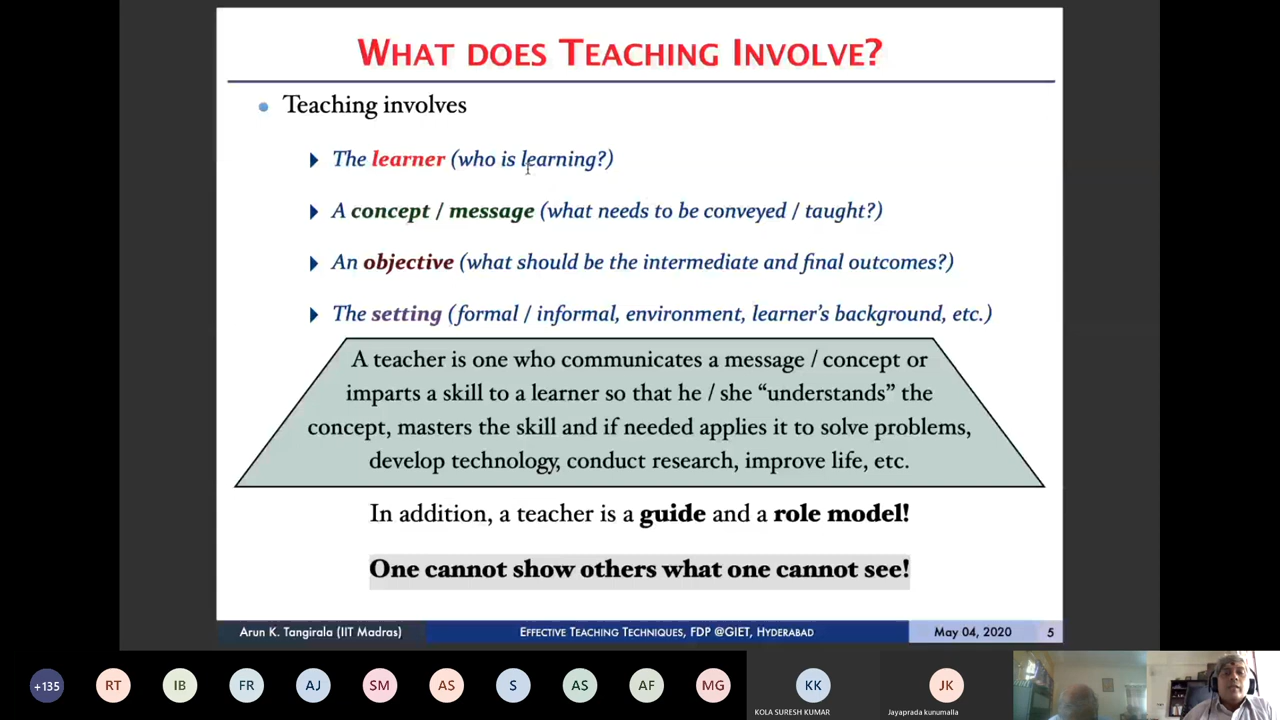 WHAT DOES TEACHING INVOLVE?
Teaching involves
The learner (who is learning?)
A concept / message (what needs to be conveyed / taught?)
An objective (what should be the intermediate and final outcomes?)
The setting (formal / informal, environment, learner's background, etc.)
A teacher is one who communicates a message / concept or
imparts a skill to a learner so that he / she “understands” the
concept, masters the skill and if needed applies it to solve problems,
develop technology, conduct research, improve life, etc.
In addition, a teacher is a guide and a role model!
One cannot show others what one cannot see!
Arun K. Tangirala (IIT Madras) EFFECTIVE TEACHING TECHNIQUES, FDP @GIET, HYDERABAD May 04, 2020 5
+135 RT IB FR AJ SM AS S AS AF MG KK JK
KOLA SURESH KUMAR Jayaprada kunumalla